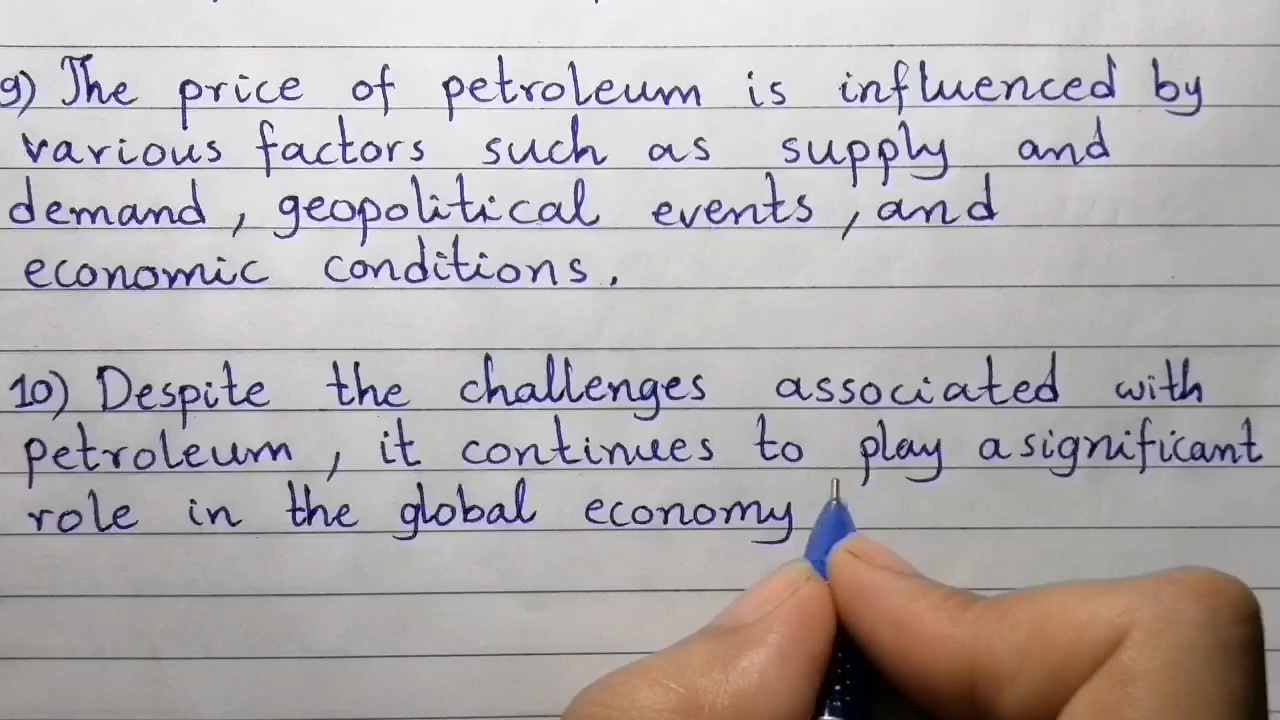 9) The price of petroleum is influenced by
various factors such as supply and
demand, geopolitical events, and
economic conditions.
10) Despite the challenges associated with
petroleum, it continues to play a significant
role in the global economy